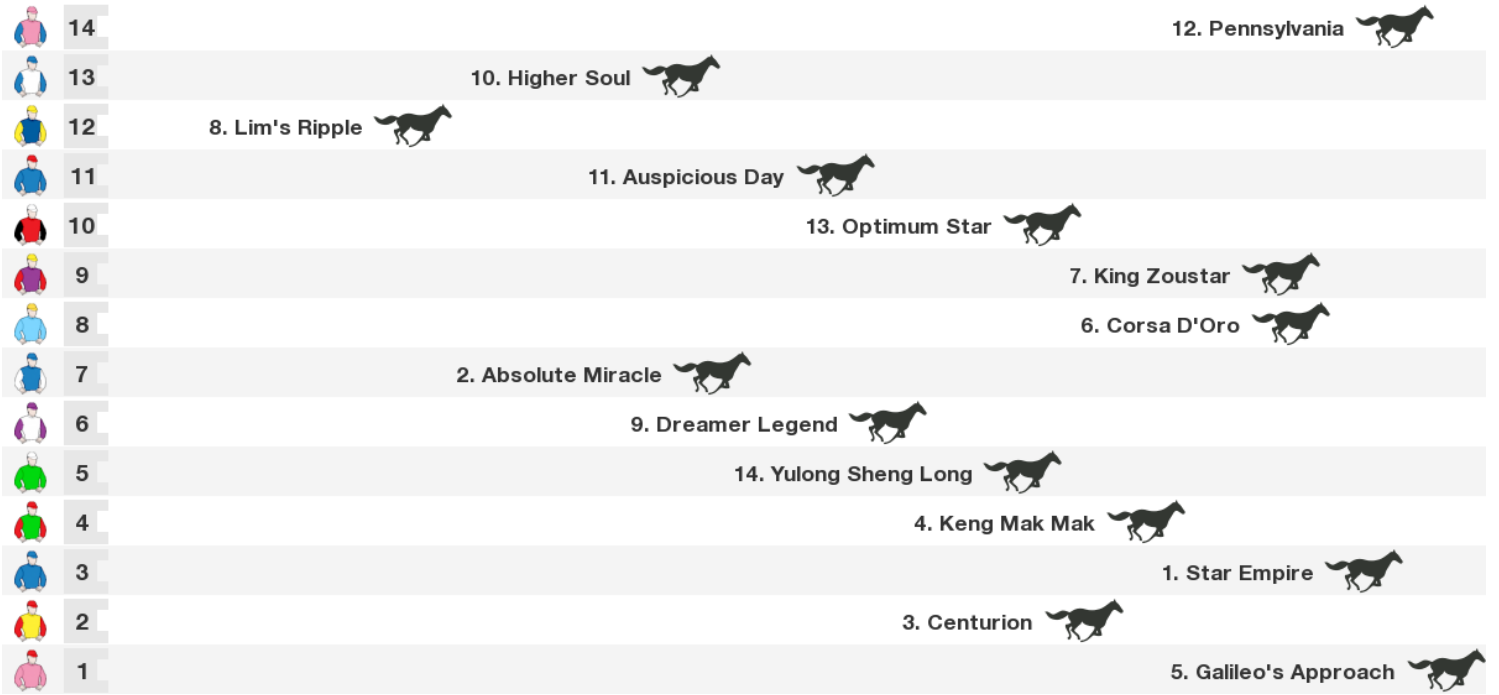 14 12. Pennsylvania
13 10. Higher Soul
12 8. Lim's Ripple
11 11. Auspicious Day
10 13. Optimum Star
9 7. King Zoustar
8 6. Corsa D'Oro
7 2. Absolute Miracle
6 9. Dreamer Legend
5 14. Yulong Sheng Long
4 4. Keng Mak Mak
3 1. Star Empire
2 3. Centurion
1 5. Galileo's Approach